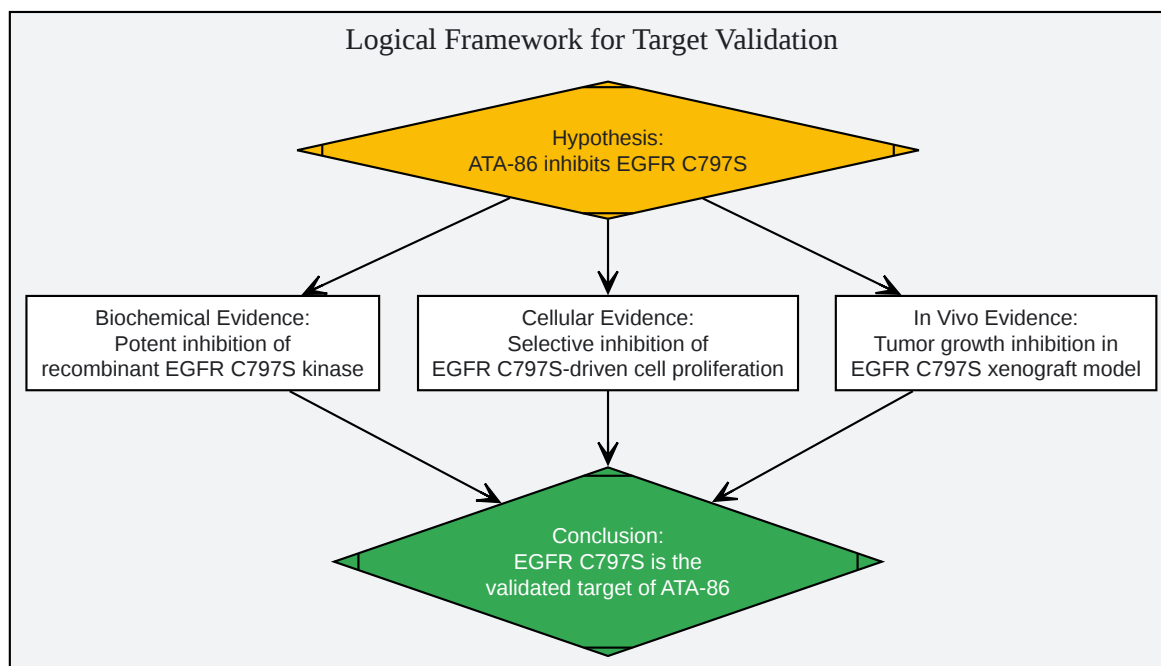 Logical Framework for Target Validation
Hypothesis:
ATA-86 inhibits EGFR C797S
Biochemical Evidence:
Potent inhibition of
recombinant EGFR C797S kinase
Cellular Evidence:
Selective inhibition of
EGFR C797S-driven cell proliferation
In Vivo Evidence:
Tumor growth inhibition in
EGFR C797S xenograft model
Conclusion:
EGFR C797S is the
validated target of ATA-86